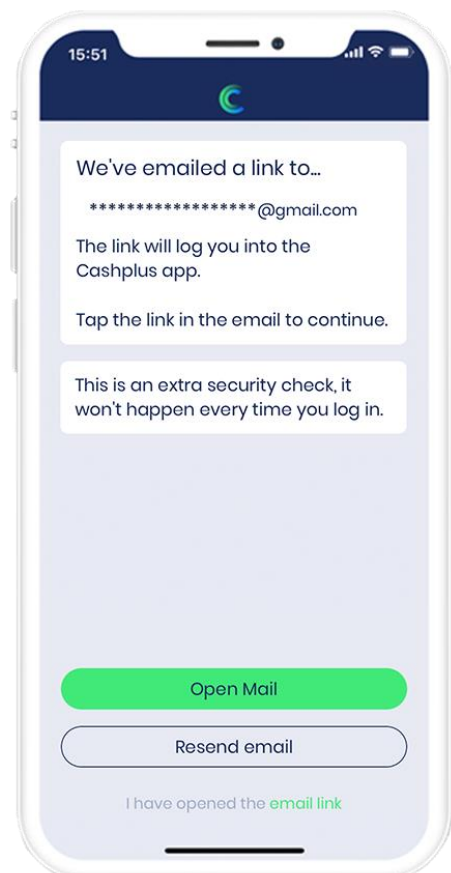 15:51
We've emailed a link to...
******************@gmail.com
The link will log you into the
Cashplus app.
Tap the link in the email to continue.
This is an extra security check, it
won't happen every time you log in.
Open Mail
Resend email
I have opened the email link